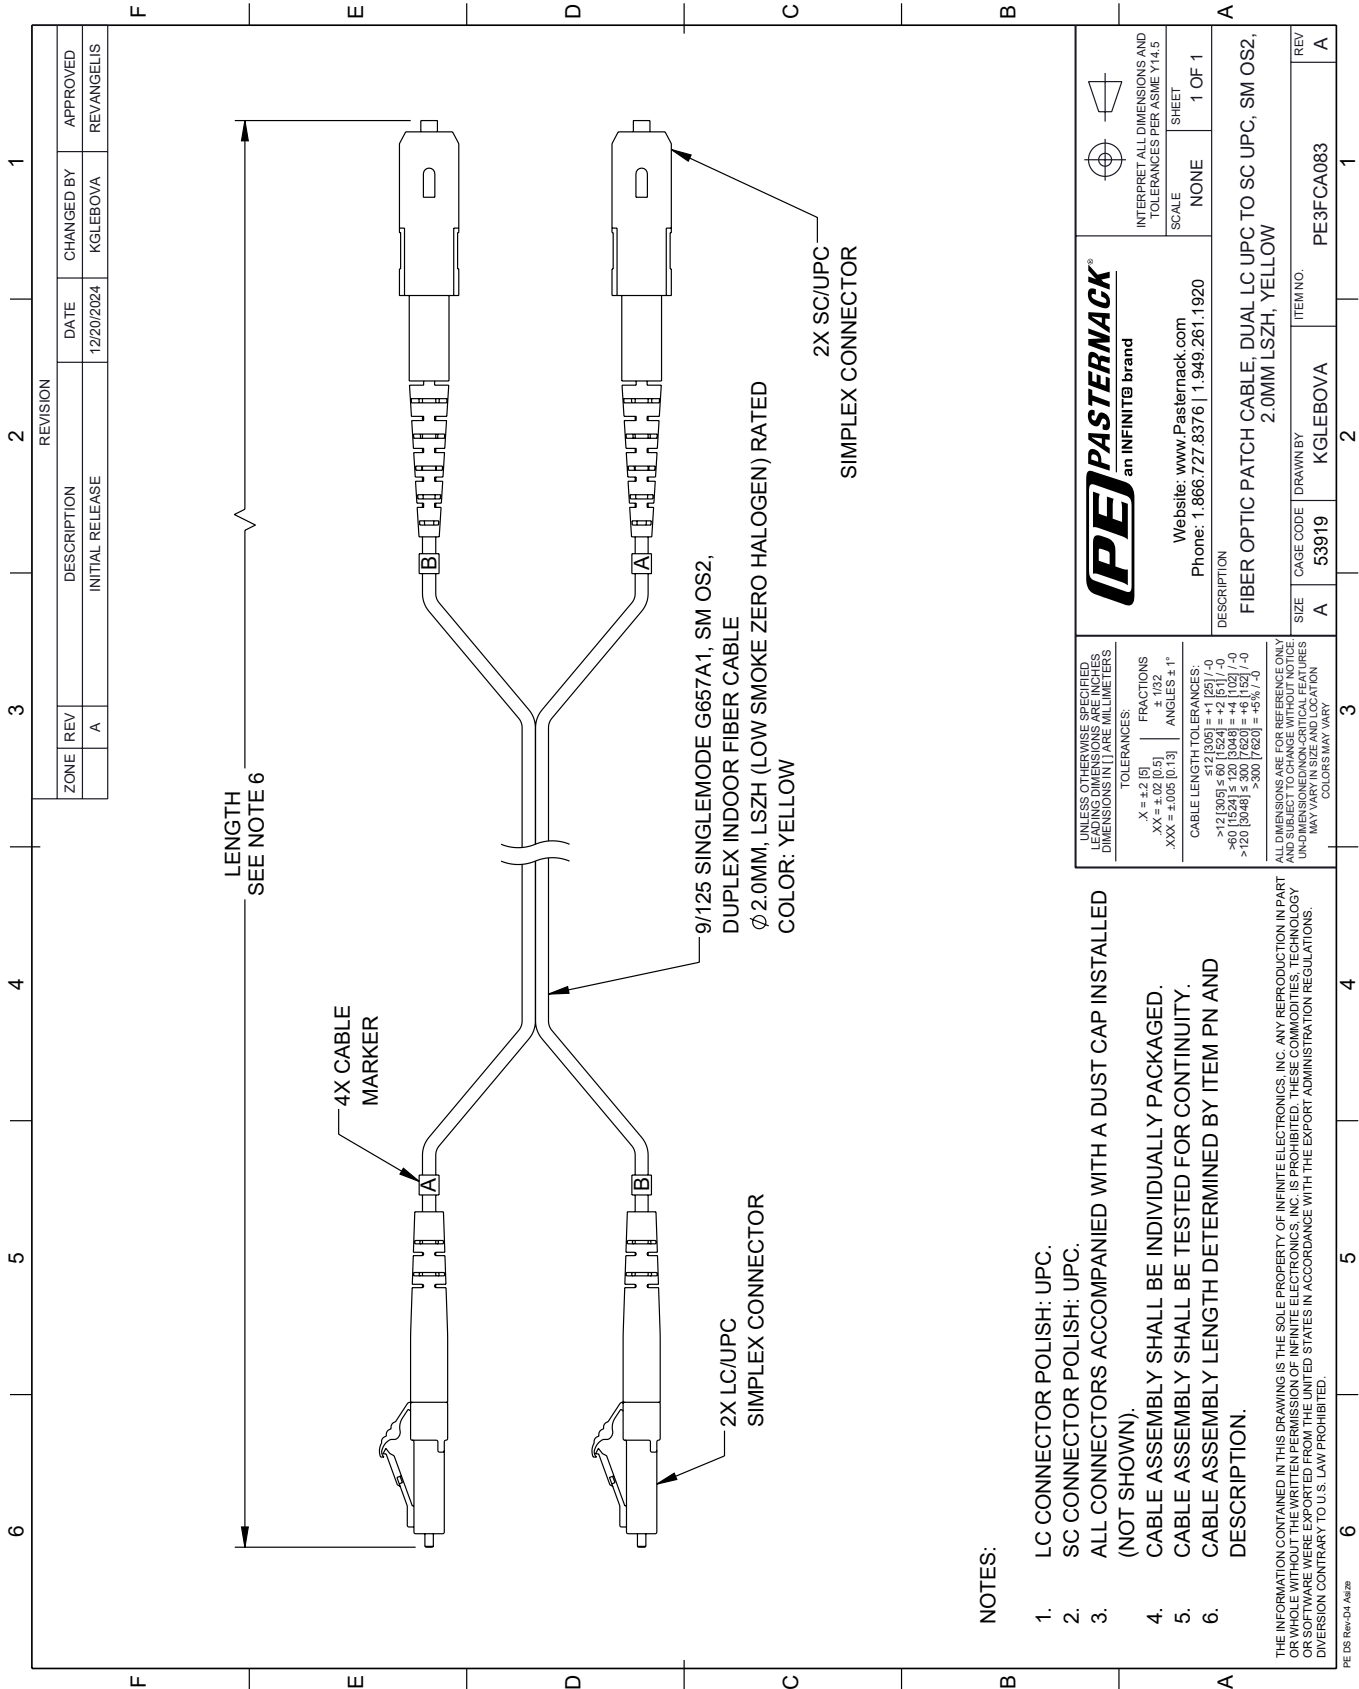 REVISION
ZONE REV DESCRIPTION DATE CHANGED BY APPROVED
A INITIAL RELEASE 12/20/2024 KGLEBOVA REVANGELIS
6 5 4 3 2 1
F
E
D
C
B
A
LENGTH
SEE NOTE 6
4X CABLE
MARKER
A
B
B
A
2X LC/UPC
SIMPLEX CONNECTOR
9/125 SINGLEMODE G657A1, SM OS2,
DUPLEX INDOOR FIBER CABLE
∅2.0MM, LSZH (LOW SMOKE ZERO HALOGEN) RATED
COLOR: YELLOW
2X SC/UPC
SIMPLEX CONNECTOR
NOTES:
1. LC CONNECTOR POLISH: UPC.
2. SC CONNECTOR POLISH: UPC.
3. ALL CONNECTORS ACCOMPANIED WITH A DUST CAP INSTALLED
(NOT SHOWN).
4. CABLE ASSEMBLY SHALL BE INDIVIDUALLY PACKAGED.
5. CABLE ASSEMBLY SHALL BE TESTED FOR CONTINUITY.
6. CABLE ASSEMBLY LENGTH DETERMINED BY ITEM PN AND
DESCRIPTION.
THE INFORMATION CONTAINED IN THIS DRAWING IS THE SOLE PROPERTY OF INFINITE ELECTRONICS, INC. ANY REPRODUCTION IN PART
OR WHOLE WITHOUT THE WRITTEN PERMISSION OF INFINITE ELECTRONICS, INC. IS PROHIBITED. THESE COMMODITIES, TECHNOLOGY
OR SOFTWARE WERE EXPORTED FROM THE UNITED STATES IN ACCORDANCE WITH THE EXPORT ADMINISTRATION REGULATIONS.
DIVERSION CONTRARY TO U.S. LAW PROHIBITED.
UNLESS OTHERWISE SPECIFIED
LEADING DIMENSIONS ARE INCHES
DIMENSIONS IN [ ] ARE MILLIMETERS
TOLERANCES:
.X = ±.2 [5] FRACTIONS
.XX = ±.02 [0.5] ± 1/32
.XXX = ±.005 [0.13] ANGLES ± 1°
CABLE LENGTH TOLERANCES:
≤12 [305] = +1 [25] / -0
>12 [305] ≤ 60 [1524] = +2 [51] / -0
>60 [1524] ≤ 120 [3048] = +4 [102] / -0
>120 [3048] ≤ 300 [7620] = +6 [152] / -0
>300 [7620] = +5% / -0
ALL DIMENSIONS ARE FOR REFERENCE ONLY
AND SUBJECT TO CHANGE WITHOUT NOTICE.
UN-DIMENSIONED/NON-CRITICAL FEATURES
MAY VARY IN SIZE AND LOCATION
COLORS MAY VARY
PE PASTERNACK®
an INFINIT@ brand
Website: www.Pasternack.com
Phone: 1.866.727.8376 | 1.949.261.1920
INTERPRET ALL DIMENSIONS AND
TOLERANCES PER ASME Y14.5
SCALE SHEET
NONE 1 OF 1
DESCRIPTION
FIBER OPTIC PATCH CABLE, DUAL LC UPC TO SC UPC, SM OS2,
2.0MM LSZH, YELLOW
SIZE CAGE CODE DRAWN BY ITEM NO. REV
A 53919 KGLEBOVA PE3FCA083 A
F
E
D
C
B
A
6 5 4 3 2 1
PE DS Rev-D4 Asize